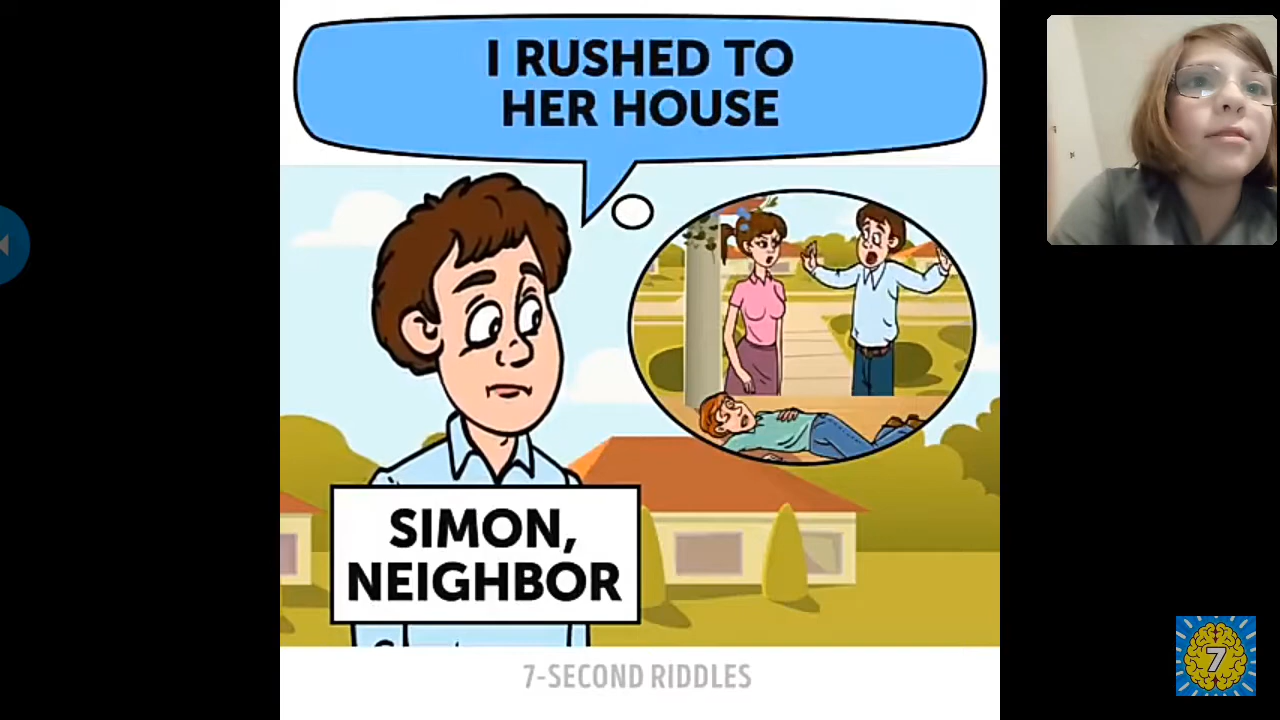 I RUSHED TO
HER HOUSE
SIMON,
NEIGHBOR
7-SECOND RIDDLES
7